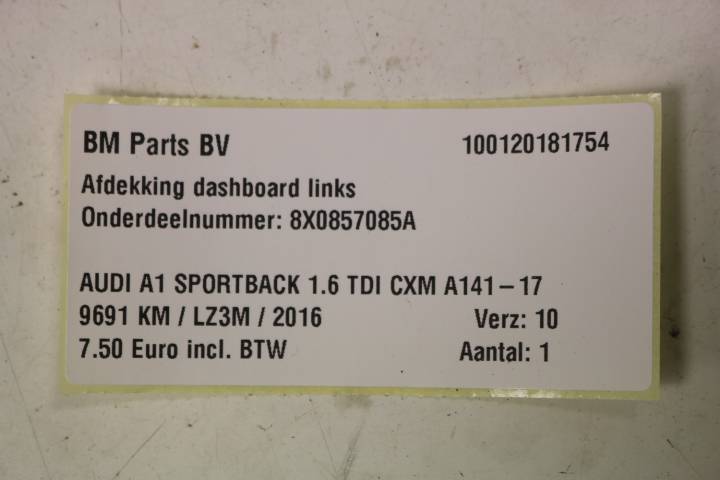 BM Parts BV 100120181754
Afdekking dashboard links
Onderdeelnummer: 8X0857085A
AUDI A1 SPORTBACK 1.6 TDI CXM A141-17
9691 KM / LZ3M / 2016 Verz: 10
7.50 Euro incl. BTW Aantal: 1